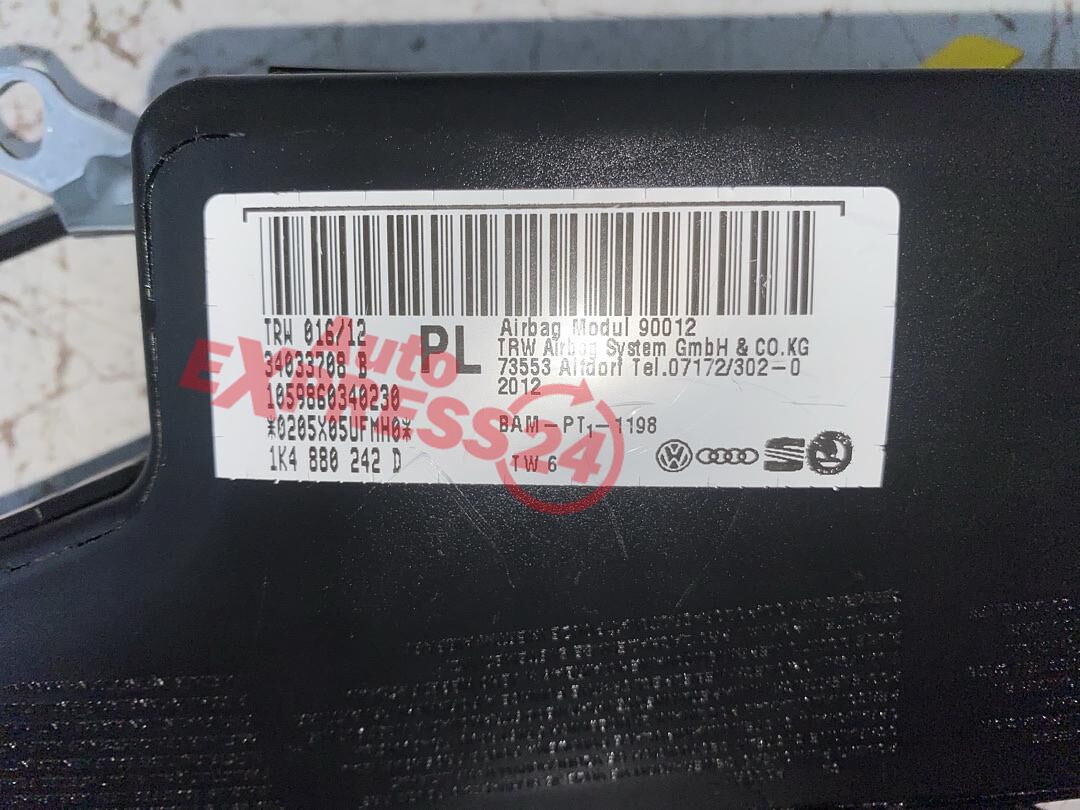 TRW 016/12
34033708 B
1059860340230
*0205X05UFMH0*
1K4 880 242 D
PL
Airbag Modul 90012
TRW Airbag System GmbH & CO.KG
73553 Altdorf Tel.07172/302-0
2012
BAM-PT1-1198
TW 6
Auto
EXPRESS24